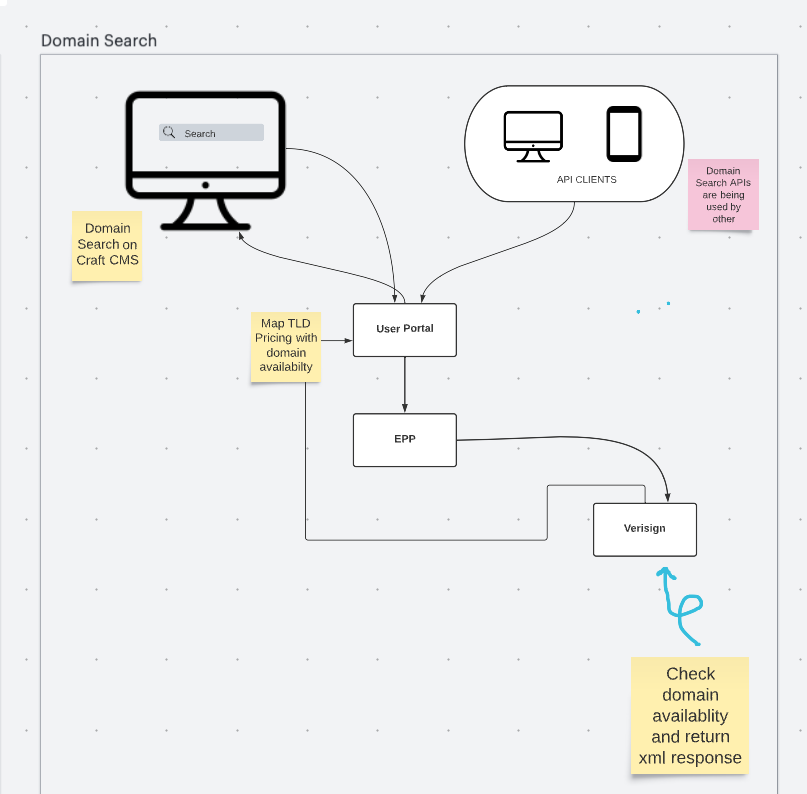 Domain Search
Search
API CLIENTS
Domain
Search APIs
are being
used by
other
Domain
Search on
Craft CMS
Map TLD
Pricing with
domain
availabilty
User Portal
EPP
Verisign
Check
domain
availablity
and return
xml response